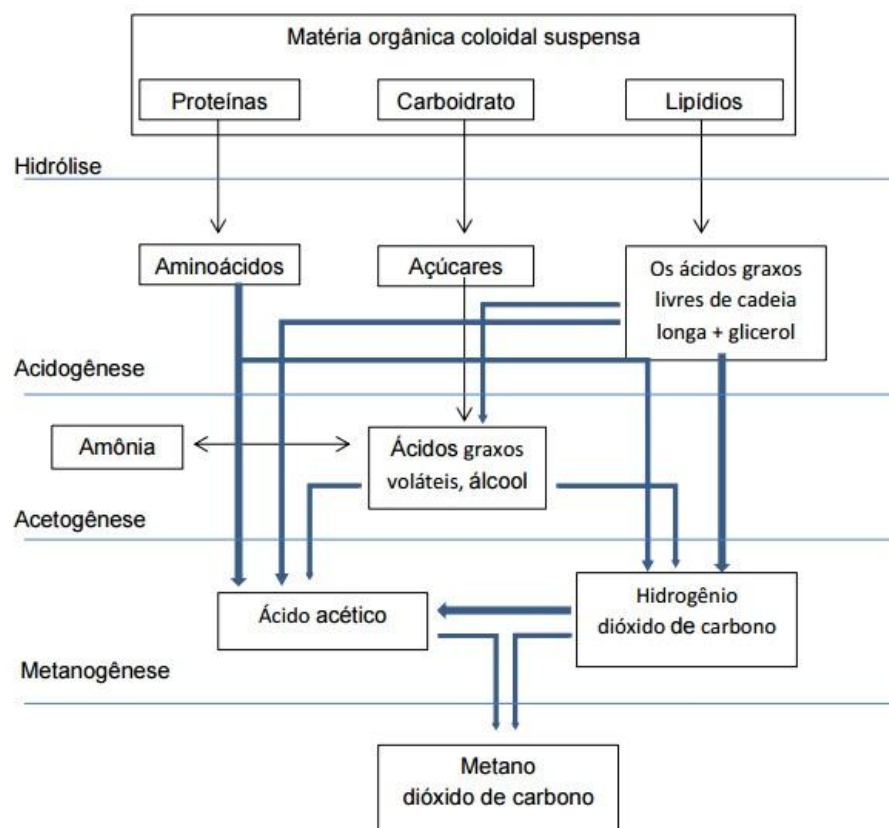 Matéria orgânica coloidal suspensa
Proteínas
Carboidrato
Lipídios
Hidrólise
Aminoácidos
Açúcares
Os ácidos graxos
livres de cadeia
longa + glicerol
Acidogênese
Amônia
Ácidos graxos
voláteis, álcool
Acetogênese
Ácido acético
Hidrogênio
dióxido de carbono
Metanogênese
Metano
dióxido de carbono